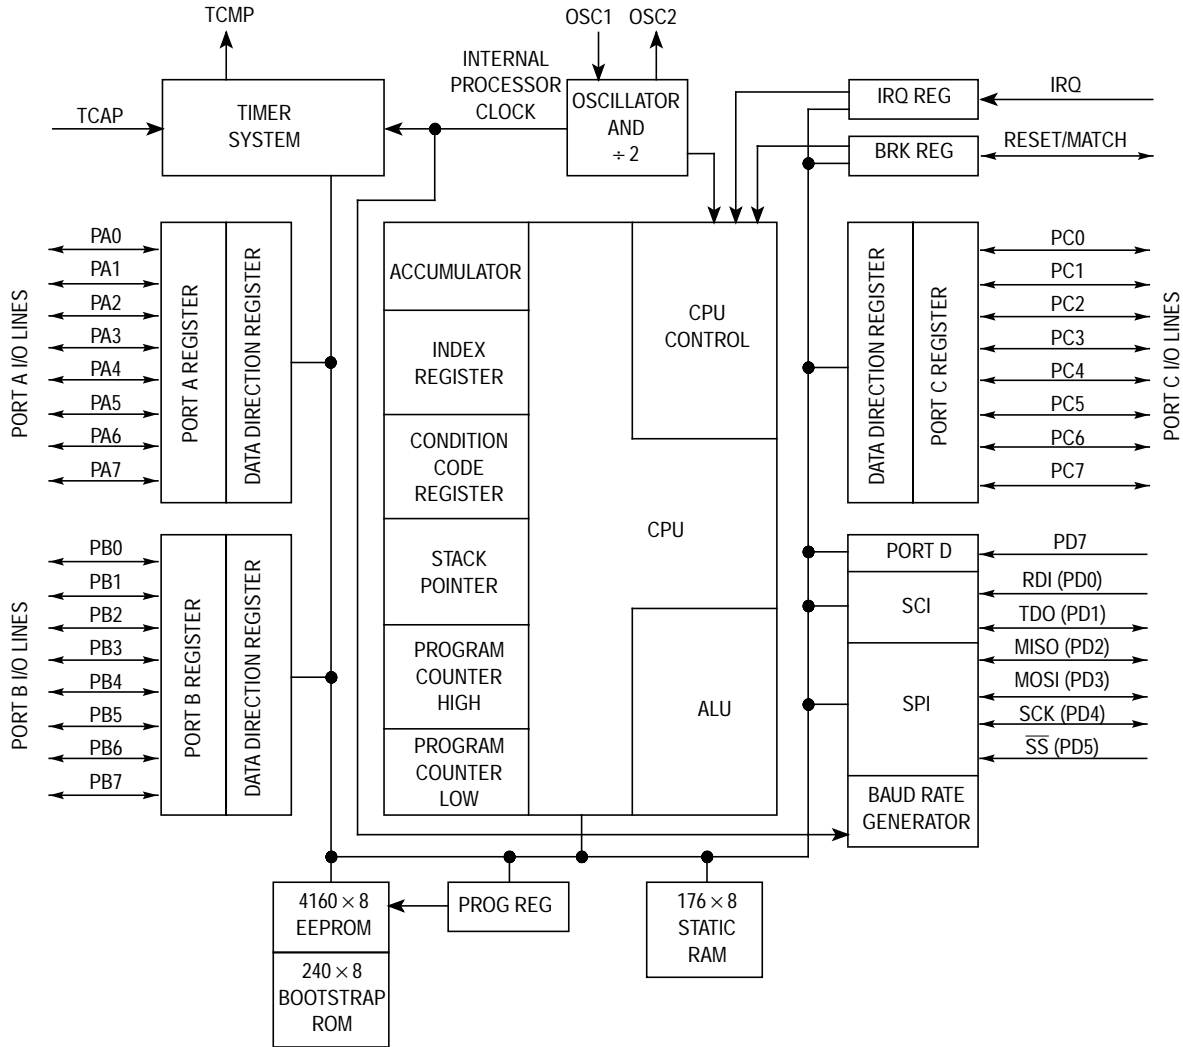 TCMP
OSC1 OSC2
TCAP
TIMER
SYSTEM
INTERNAL
PROCESSOR
CLOCK
OSCILLATOR
AND
÷ 2
IRQ REG
IRQ
BRK REG
RESET/MATCH
PORT A I/O LINES
PA0
PA1
PA2
PA3
PA4
PA5
PA6
PA7
PORT A REGISTER
DATA DIRECTION REGISTER
PORT B I/O LINES
PB0
PB1
PB2
PB3
PB4
PB5
PB6
PB7
PORT B REGISTER
DATA DIRECTION REGISTER
ACCUMULATOR
INDEX
REGISTER
CONDITION
CODE
REGISTER
STACK
POINTER
PROGRAM
COUNTER
HIGH
PROGRAM
COUNTER
LOW
CPU
CONTROL
CPU
ALU
DATA DIRECTION REGISTER
PORT C REGISTER
PC0
PC1
PC2
PC3
PC4
PC5
PC6
PC7
PORT C I/O LINES
PORT D
PD7
SCI
RDI (PD0)
TDO (PD1)
SPI
MISO (PD2)
MOSI (PD3)
SCK (PD4)
S̅S̅ (PD5)
BAUD RATE
GENERATOR
4160 × 8
EEPROM
240 × 8
BOOTSTRAP
ROM
PROG REG
176 × 8
STATIC
RAM